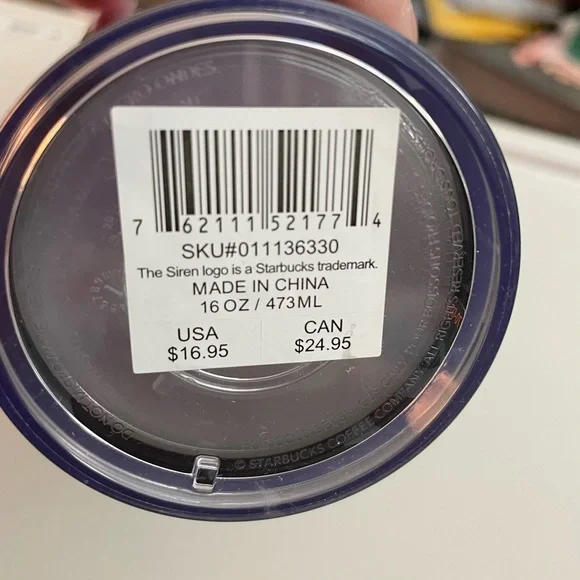 7 62111 52177 4
SKU#011136330
The Siren logo is a Starbucks trademark.
MADE IN CHINA
16 OZ / 473ML
USA CAN
$16.95 $24.95
© STARBUCKS COFFEE COMPANY. ALL RIGHTS RESERVED.